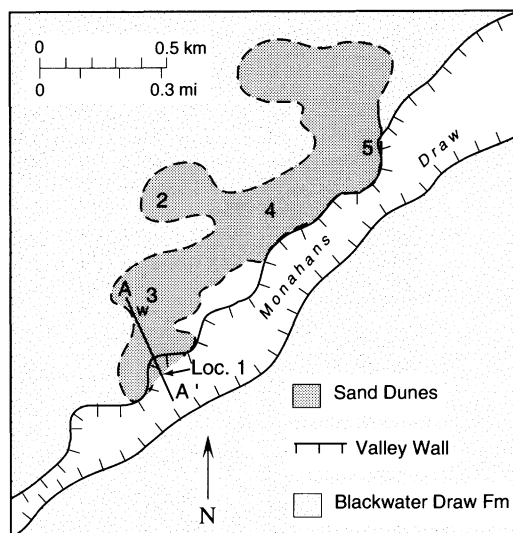 0 0.5 km
0 0.3 mi
5
Draw
2
4
Monahans
A
3
w
Loc. 1
A'
Sand Dunes
Valley Wall
N
Blackwater Draw Fm